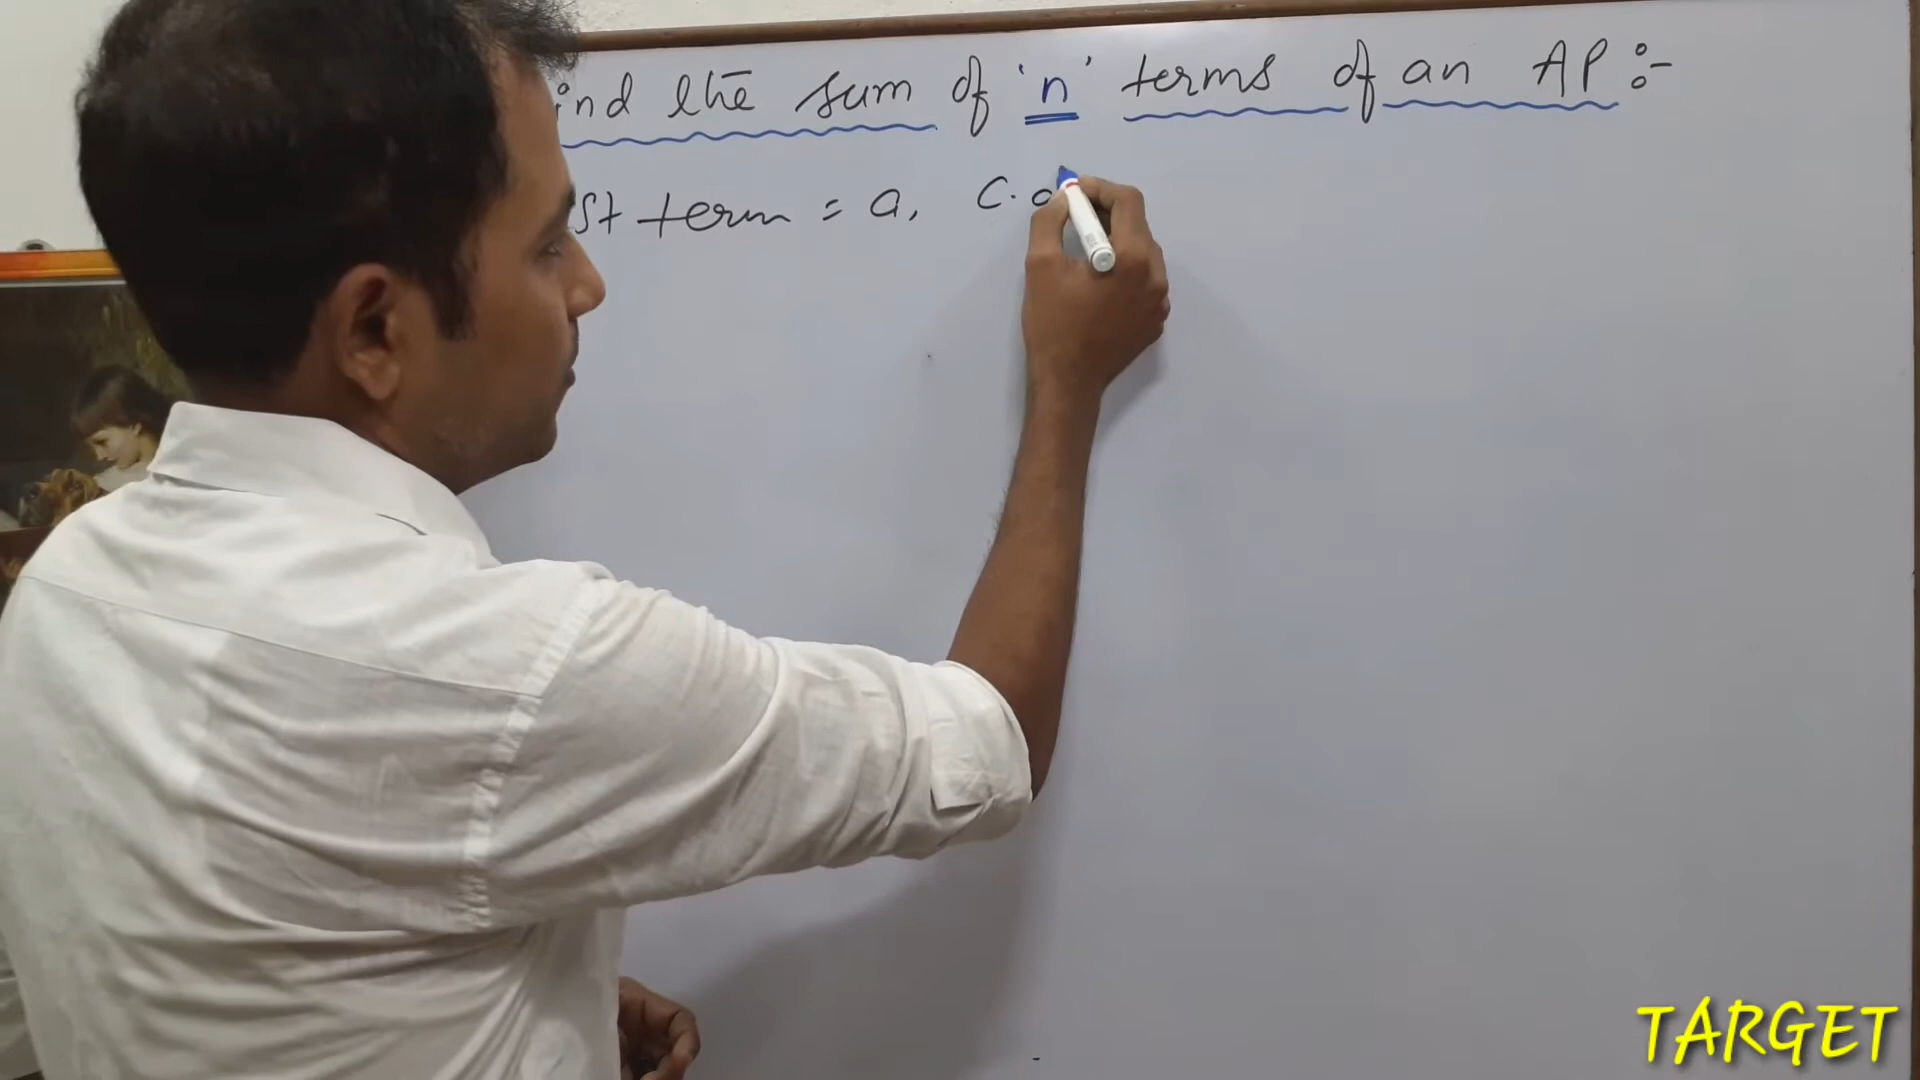 ind the sum of 'n' terms of an AP :-
st term = a, C.d
TARGET